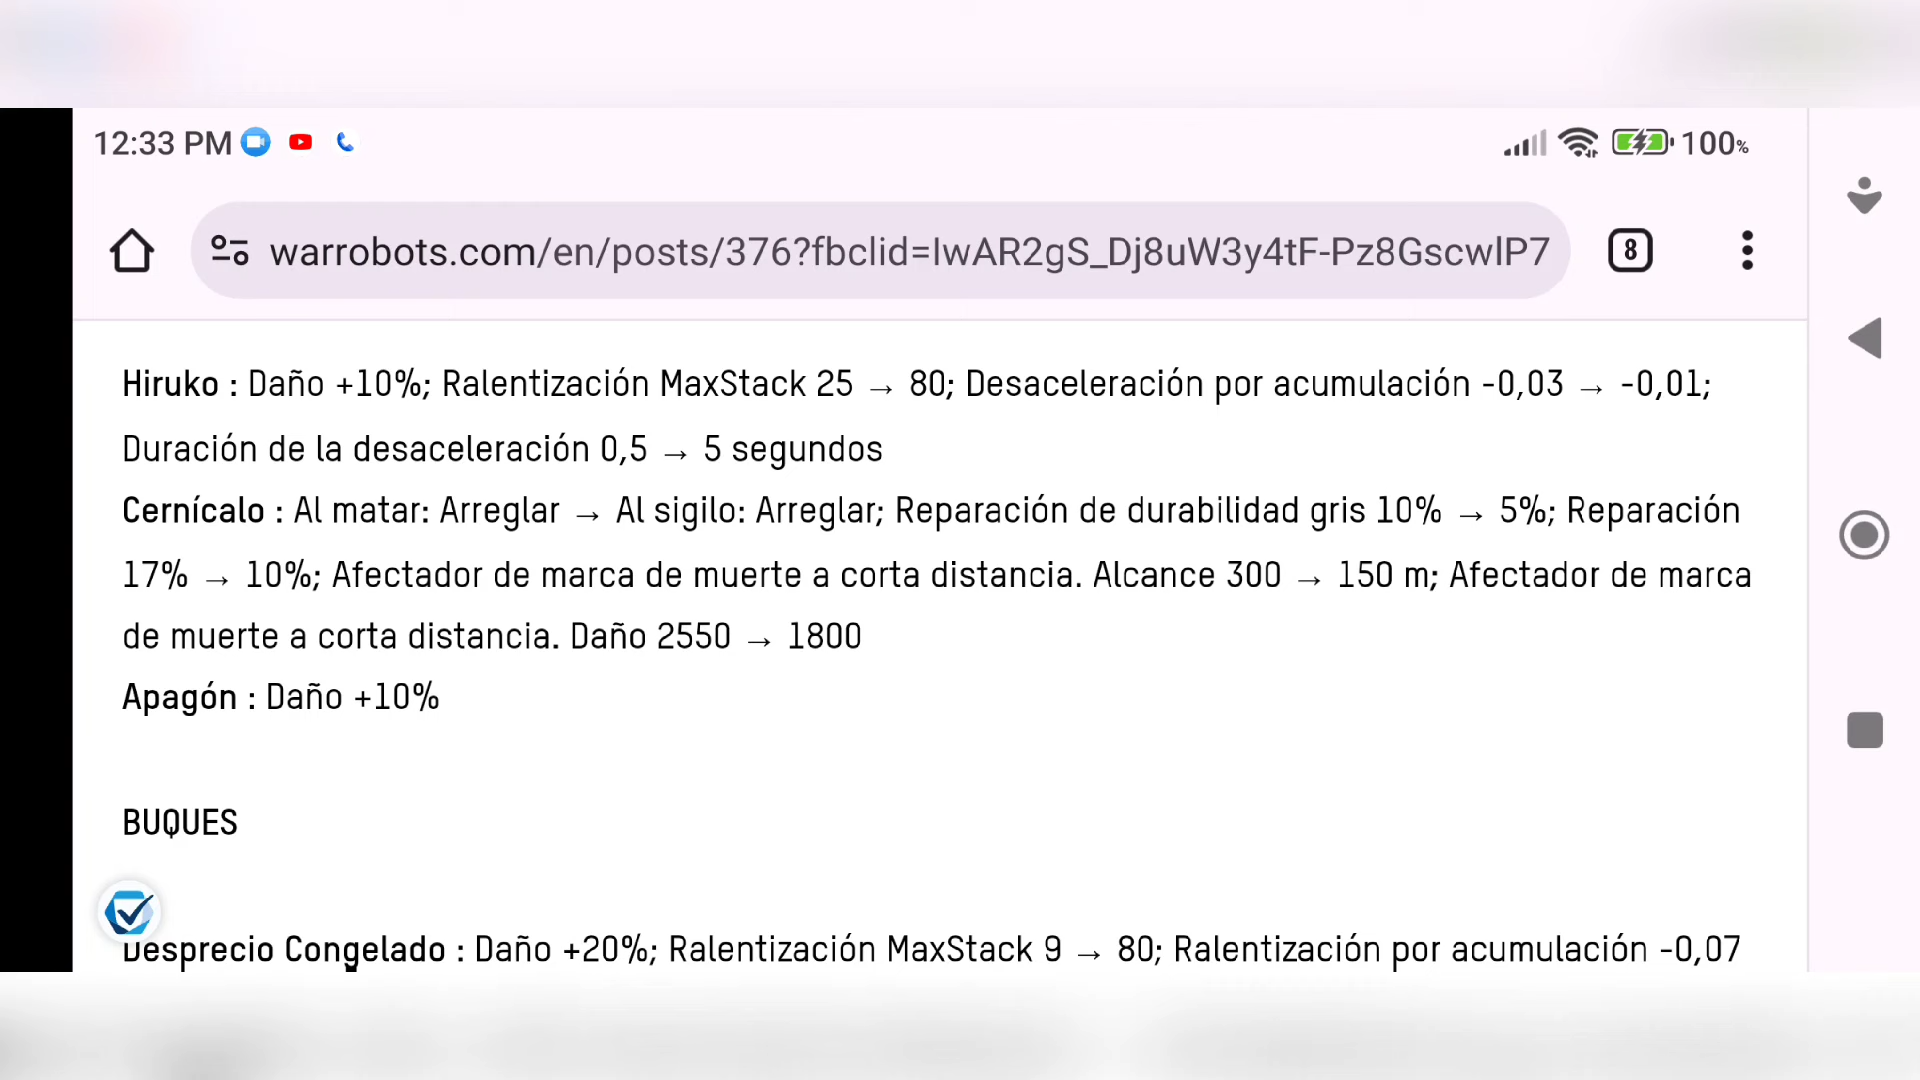 12:33 PM
100%
warrobots.com/en/posts/376?fbclid=IwAR2gS_Dj8uW3y4tF-Pz8GscwlP7
8
Hiruko : Daño +10%; Ralentización MaxStack 25 → 80; Desaceleración por acumulación -0,03 → -0,01;
Duración de la desaceleración 0,5 → 5 segundos
Cernícalo : Al matar: Arreglar → Al sigilo: Arreglar; Reparación de durabilidad gris 10% → 5%; Reparación
17% → 10%; Afectador de marca de muerte a corta distancia. Alcance 300 → 150 m; Afectador de marca
de muerte a corta distancia. Daño 2550 → 1800
Apagón : Daño +10%
BUQUES
Desprecio Congelado : Daño +20%; Ralentización MaxStack 9 → 80; Ralentización por acumulación -0,07